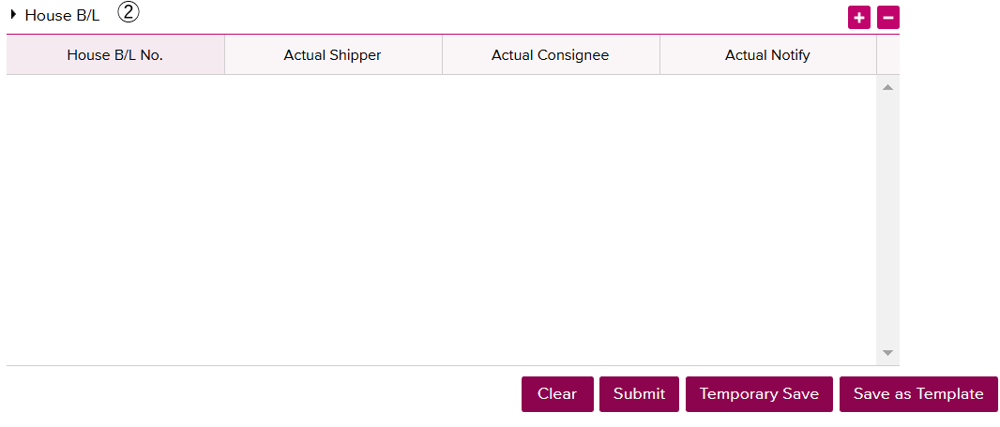 House B/L ②
House B/L No. Actual Shipper Actual Consignee Actual Notify
Clear Submit Temporary Save Save as Template